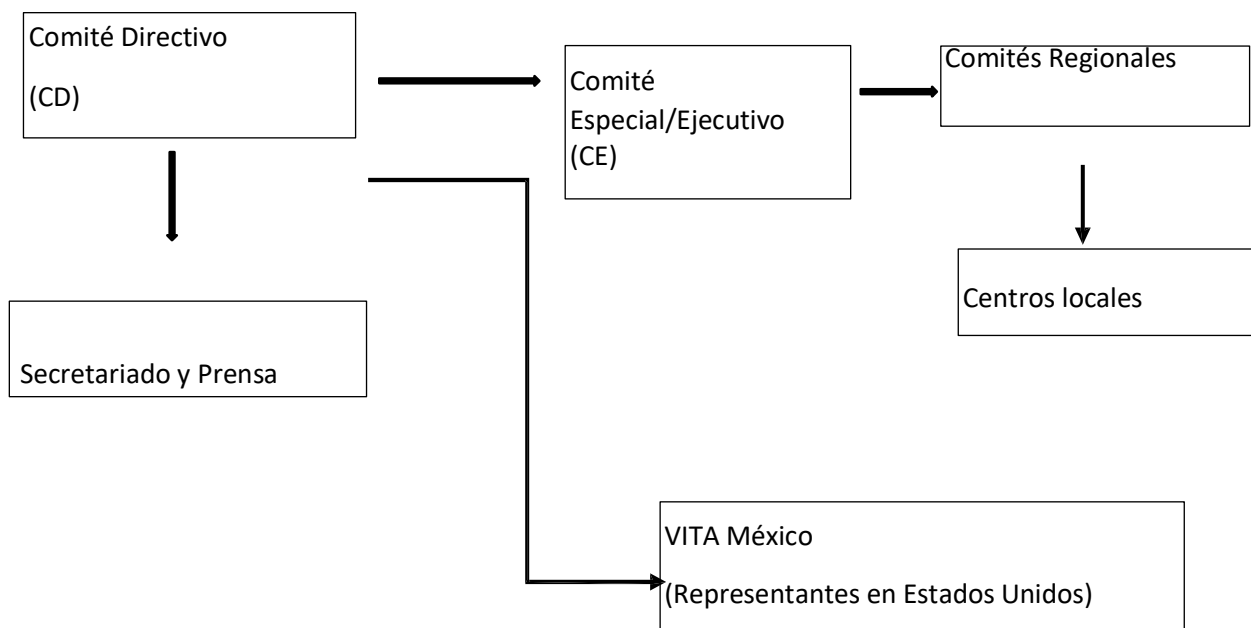 Comité Directivo
(CD)
Comité
Especial/Ejecutivo
(CE)
Comités Regionales
Centros locales
Secretariado y Prensa
VITA México
(Representantes en Estados Unidos)